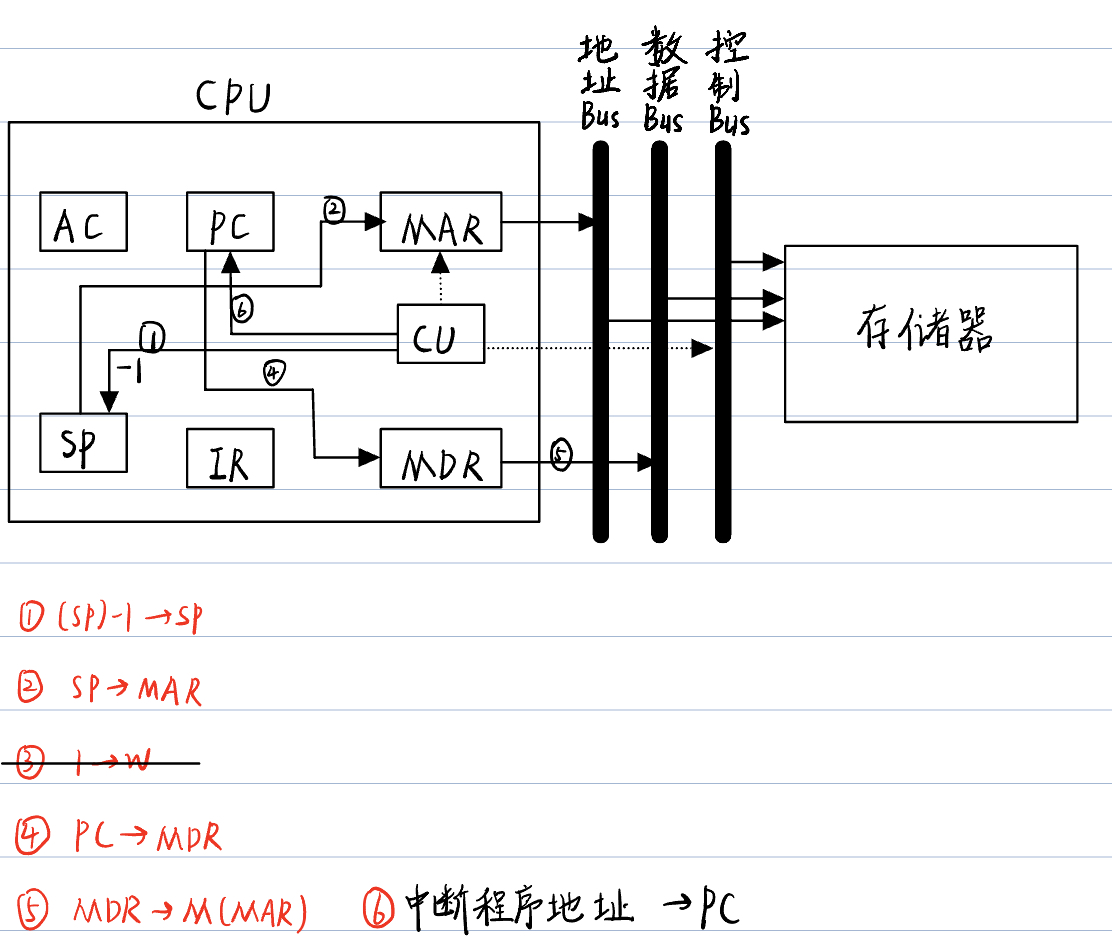 地址Bus 数据Bus 控制Bus
CPU
AC PC ② MAR
⑥
① CU
-1
④
存储器
SP IR MDR ⑤
① (SP)-1→SP
② SP→MAR
③ 1→W
④ PC→MDR
⑤ MDR→M(MAR) ⑥ 中断程序地址 →PC